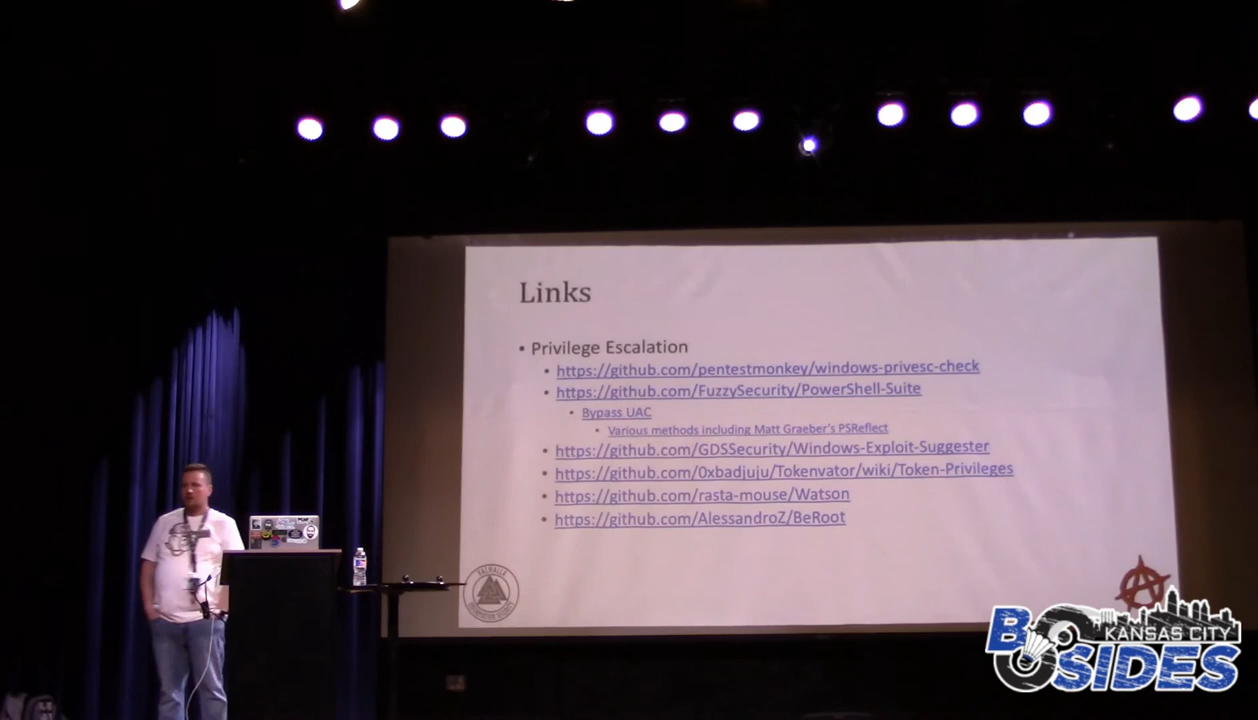 Links
• Privilege Escalation
• https://github.com/pentestmonkey/windows-privesc-check
• https://github.com/FuzzySecurity/PowerShell-Suite
• Bypass UAC
• Various methods including Matt Graeber's PSReflect
• https://github.com/GDSSecurity/Windows-Exploit-Suggester
• https://github.com/0xbadjuju/Tokenvator/wiki/Token-Privileges
• https://github.com/rasta-mouse/Watson
• https://github.com/AlessandroZ/BeRoot
VALHALLA
KANSAS CITY
BSIDES